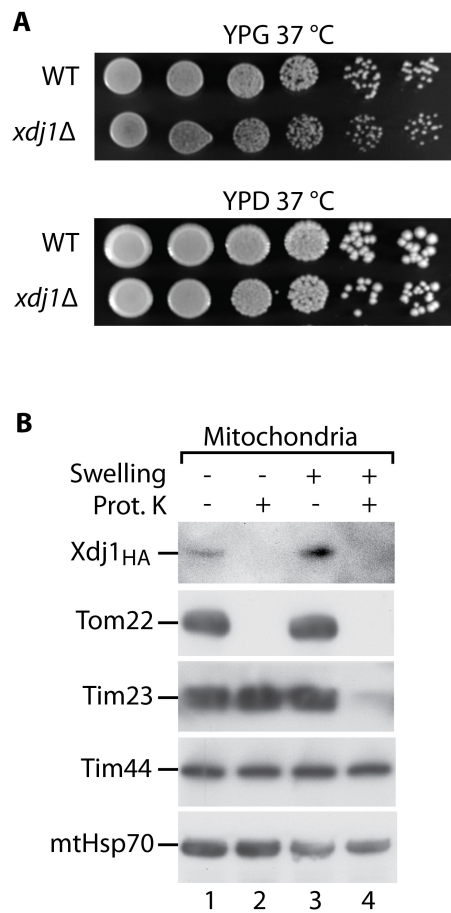 A
YPG 37 °C
WT
xdj1Δ
YPD 37 °C
WT
xdj1Δ
B
Mitochondria
Swelling - - + +
Prot. K - + - +
Xdj1HA
Tom22
Tim23
Tim44
mtHsp70
1 2 3 4